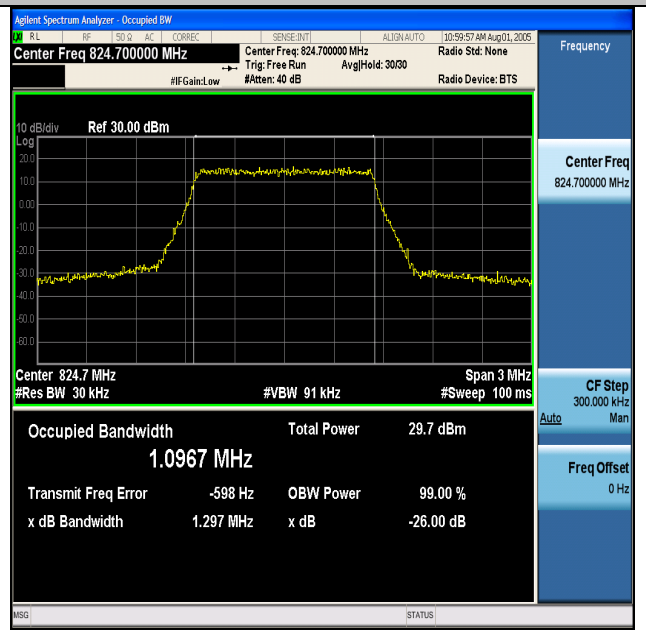 Agilent Spectrum Analyzer - Occupied BW
LXI RL RF 50 Ω AC CORREC SENSE:INT ALIGN AUTO 10:59:57 AM Aug 01, 2005
Center Freq 824.700000 MHz
Center Freq: 824.700000 MHz
Radio Std: None
Trig: Free Run Avg|Hold: 30/30
#IFGain:Low
#Atten: 40 dB
Radio Device: BTS
10 dB/div Ref 30.00 dBm
Log
20.0
10.0
0.00
-10.0
-20.0
-30.0
-40.0
-50.0
-60.0
Center 824.7 MHz
Span 3 MHz
#Res BW 30 kHz
#VBW 91 kHz
#Sweep 100 ms
Occupied Bandwidth
1.0967 MHz
Total Power 29.7 dBm
Transmit Freq Error -598 Hz
OBW Power 99.00 %
x dB Bandwidth 1.297 MHz
x dB -26.00 dB
Frequency
Center Freq
824.700000 MHz
CF Step
300.000 kHz
Auto Man
Freq Offset
0 Hz
MSG
STATUS